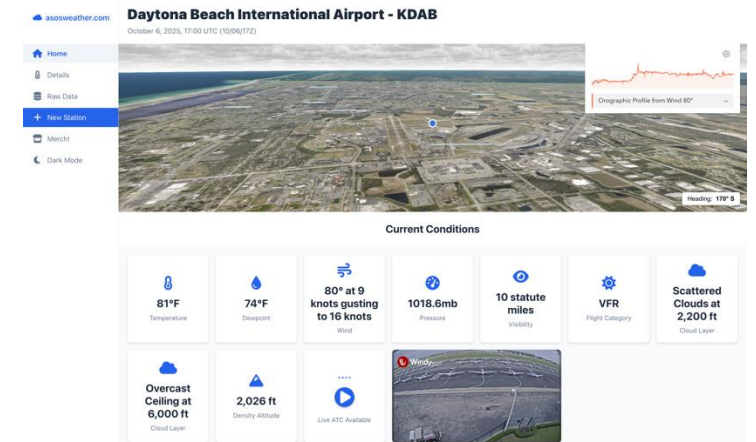 asosweather.com
Daytona Beach International Airport - KDAB
October 6, 2025, 17:00 UTC (10/06/17Z)
Home
Details
Raw Data
New Station
Merch!
Dark Mode
Orographic Profile from Wind 80°
Heading: 170° S
Current Conditions
81°F
Temperature
74°F
Dewpoint
80° at 9
knots gusting
to 16 knots
Wind
1018.6mb
Pressure
10 statute
miles
Visibility
VFR
Flight Category
Scattered
Clouds at
2,200 ft
Cloud Layer
Overcast
Ceiling at
6,000 ft
Cloud Layer
2,026 ft
Density Altitude
Live ATC Available
Windy